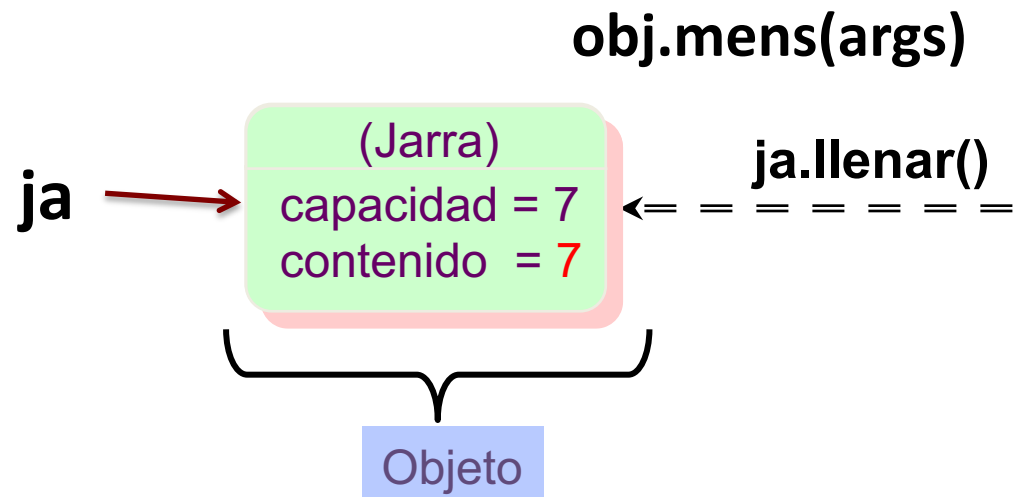 obj.mens(args)
(Jarra)
ja.llenar()
ja
capacidad = 7
contenido = 7
Objeto